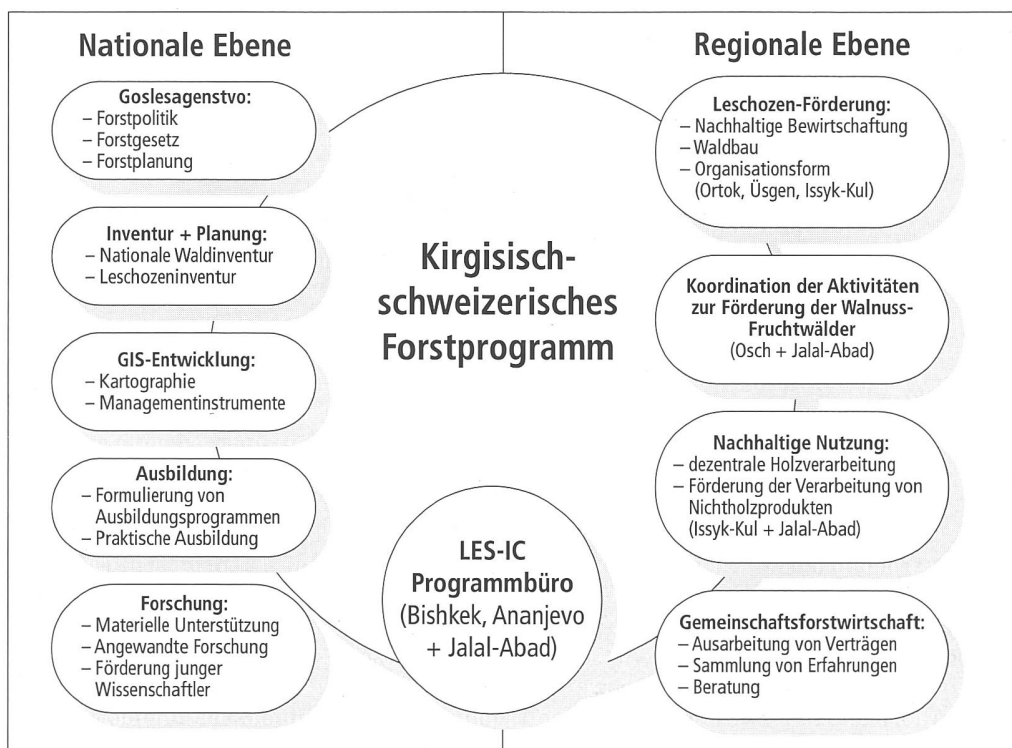 Nationale Ebene
Goslesagenstvo:
– Forstpolitik
– Forstgesetz
– Forstplanung
Inventur + Planung:
– Nationale Waldinventur
– Leschozeninventur
GIS-Entwicklung:
– Kartographie
– Managementinstrumente
Ausbildung:
– Formulierung von
Ausbildungsprogrammen
– Praktische Ausbildung
Forschung:
– Materielle Unterstützung
– Angewandte Forschung
– Förderung junger
Wissenschaftler
Kirgisisch-
schweizerisches
Forstprogramm
LES-IC
Programmbüro
(Bishkek, Ananjevo
+ Jalal-Abad)
Regionale Ebene
Leschozen-Förderung:
– Nachhaltige Bewirtschaftung
– Waldbau
– Organisationsform
(Ortok, Üsgen, Issyk-Kul)
Koordination der Aktivitäten
zur Förderung der Walnuss-
Fruchtwälder
(Osch + Jalal-Abad)
Nachhaltige Nutzung:
– dezentrale Holzverarbeitung
– Förderung der Verarbeitung von
Nichtholzprodukten
(Issyk-Kul + Jalal-Abad)
Gemeinschaftsforstwirtschaft:
– Ausarbeitung von Verträgen
– Sammlung von Erfahrungen
– Beratung